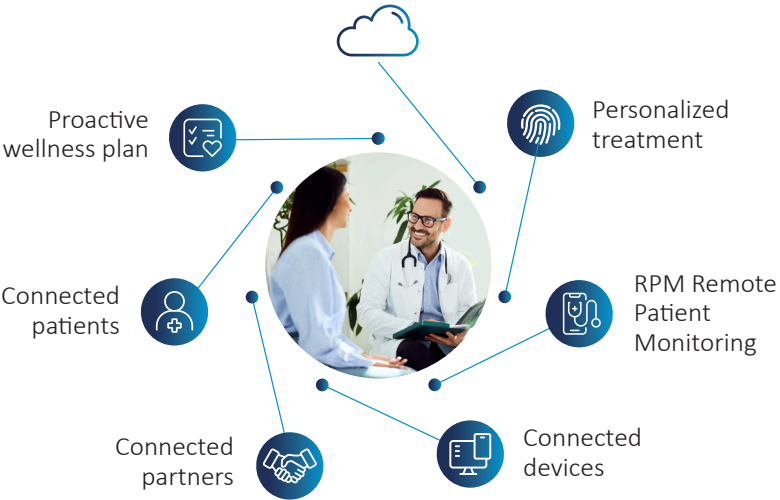 Proactive
wellness plan
Personalized
treatment
Connected
patients
RPM Remote
Patient
Monitoring
Connected
partners
Connected
devices